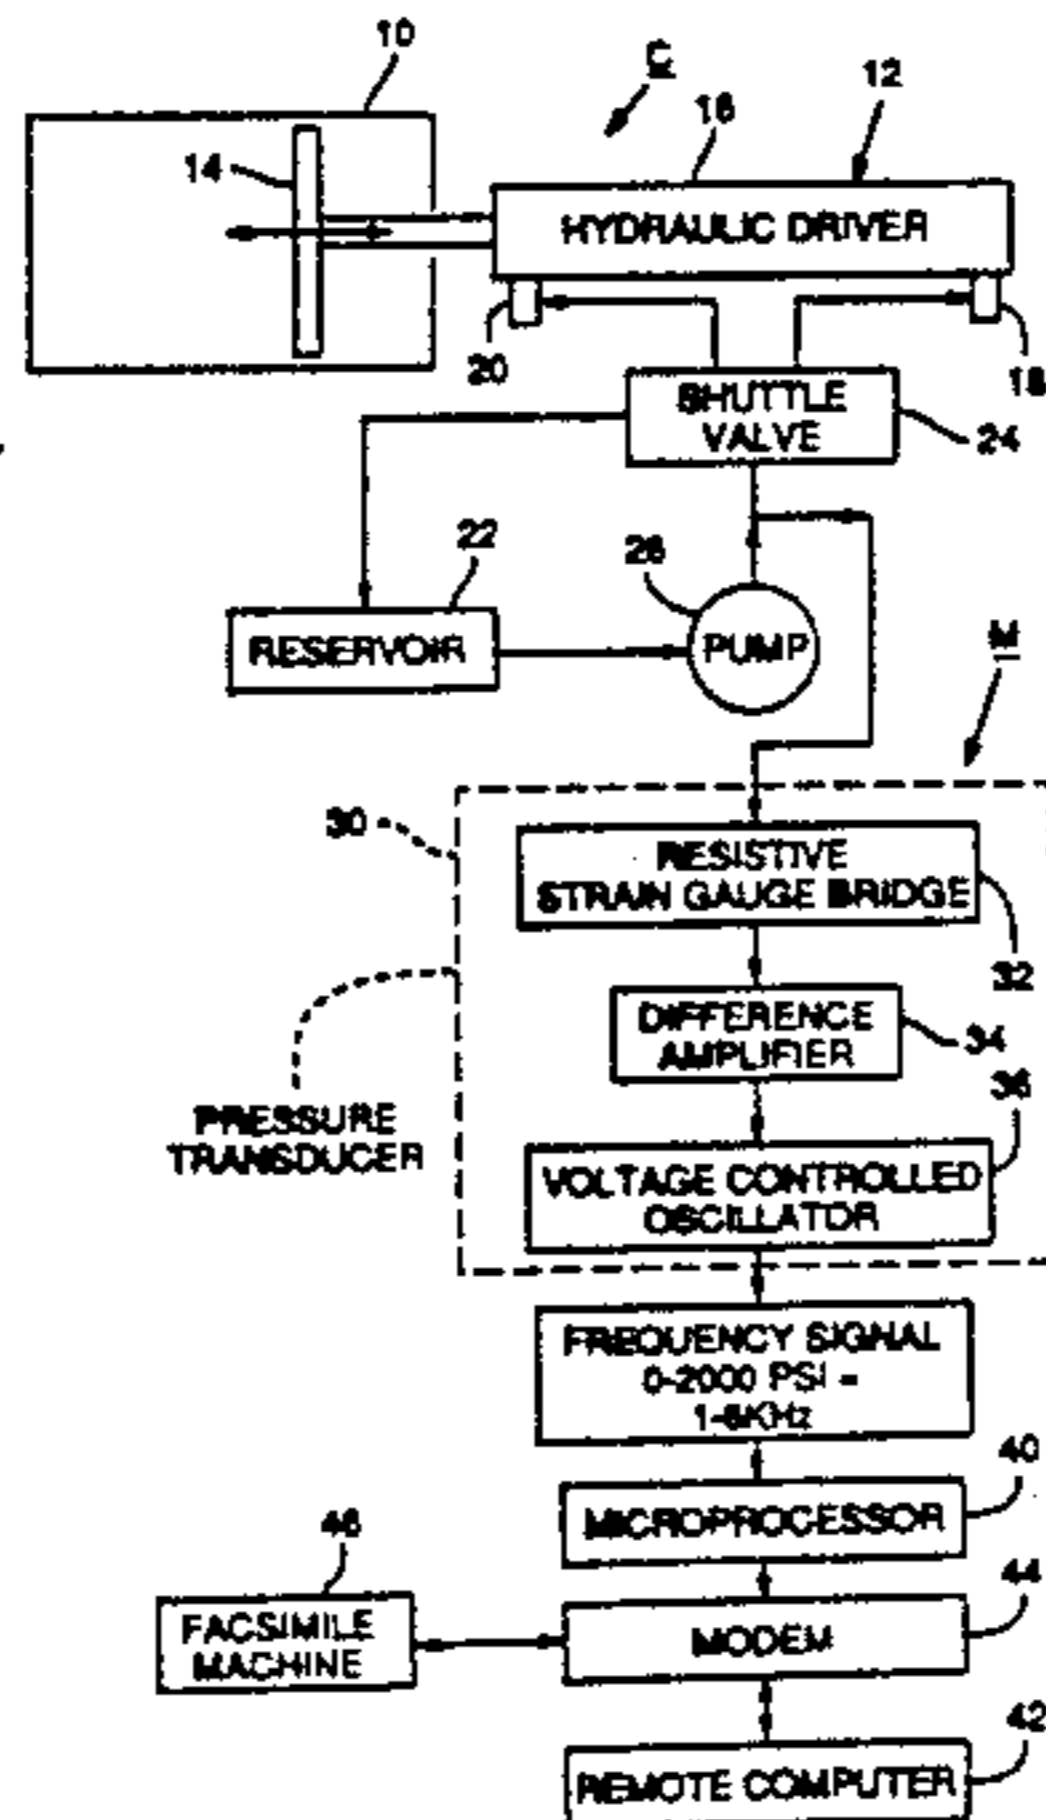 10
C
12
16
14
HYDRAULIC DRIVER
20
18
SHUTTLE
VALVE
24
22
26
RESERVOIR
PUMP
M
30
RESISTIVE
STRAIN GAUGE BRIDGE
32
DIFFERENCE
AMPLIFIER
34
36
PRESSURE
TRANSDUCER
VOLTAGE CONTROLLED
OSCILLATOR
FREQUENCY SIGNAL
0-2000 PSI =
40
MICROPROCESSOR
46
44
FACSIMILE
MACHINE
MODEM
42
REMOTE COMPUTER